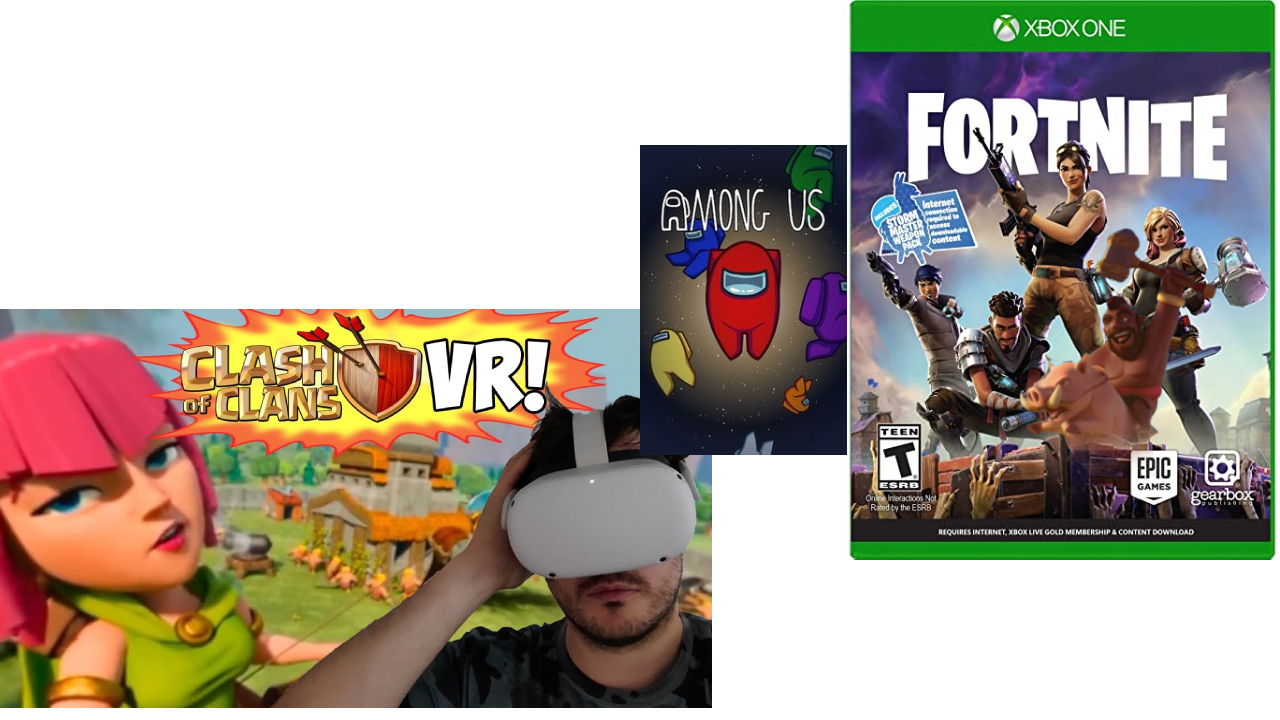 CLASH
OF CLANS
VR!
AMONG US
XBOX ONE
FORTNITE
INCLUDES
STORM
MASTER
WEAPON
PACK
Internet
connection
required to
access
downloadable
content
TEEN
T
ESRB
Online Interactions Not
Rated by the ESRB
EPIC
GAMES
gearbox
publishing
REQUIRES INTERNET, XBOX LIVE GOLD MEMBERSHIP & CONTENT DOWNLOAD